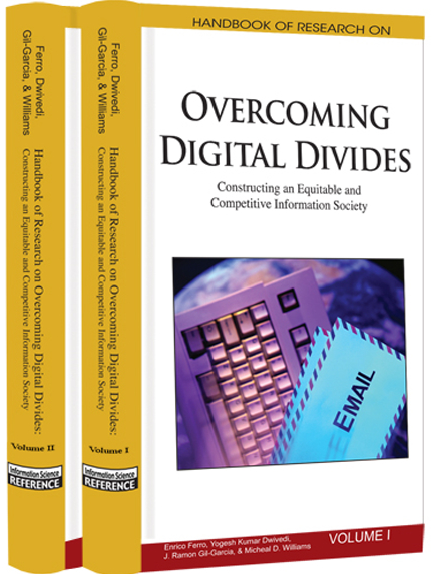 Ferro, Dwivedi,
Gil-Garcia, & Williams
Handbook of Research on Overcoming Digital Divides:
Constructing an Equitable and Competitive Information Society
Volume II
Information Science
REFERENCE
Ferro, Dwivedi,
Gil-Garcia, & Williams
Handbook of Research on Overcoming Digital Divides:
Constructing an Equitable and Competitive Information Society
Volume I
Information Science
REFERENCE
HANDBOOK OF RESEARCH ON
OVERCOMING
DIGITAL DIVIDES
Constructing an Equitable and
Competitive Information Society
EMAIL
Enrico Ferro, Yogesh Kumar Dwivedi,
J. Ramon Gil-Garcia, & Micheal D. Williams
VOLUME I